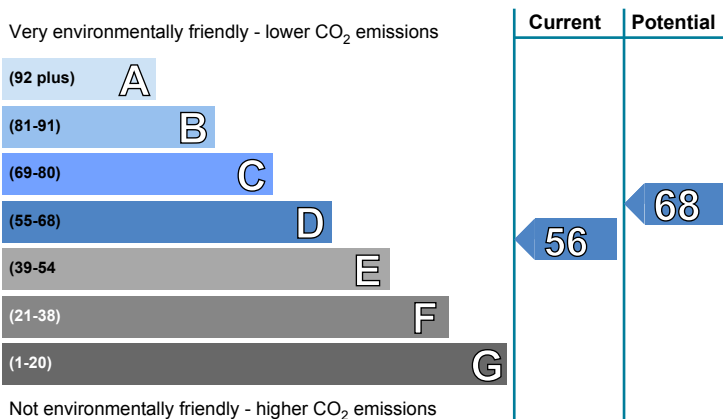 Current Potential
Very environmentally friendly - lower CO2 emissions
(92 plus) A
(81-91) B
(69-80) C
(55-68) D
(39-54 E
(21-38) F
(1-20) G
56
68
Not environmentally friendly - higher CO2 emissions